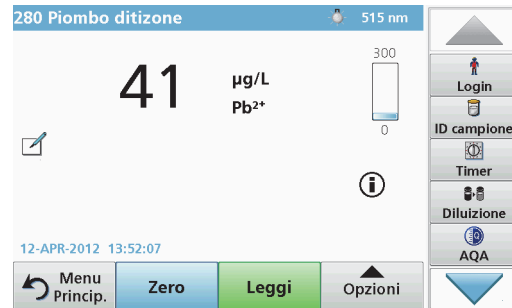 280 Piombo ditizone 515 nm
300
41 µg/L
Pb²⁺
0
12-APR-2012 13:52:07
Menu Princip.
Zero
Leggi
Opzioni
Login
ID campione
Timer
Diluizione
AQA